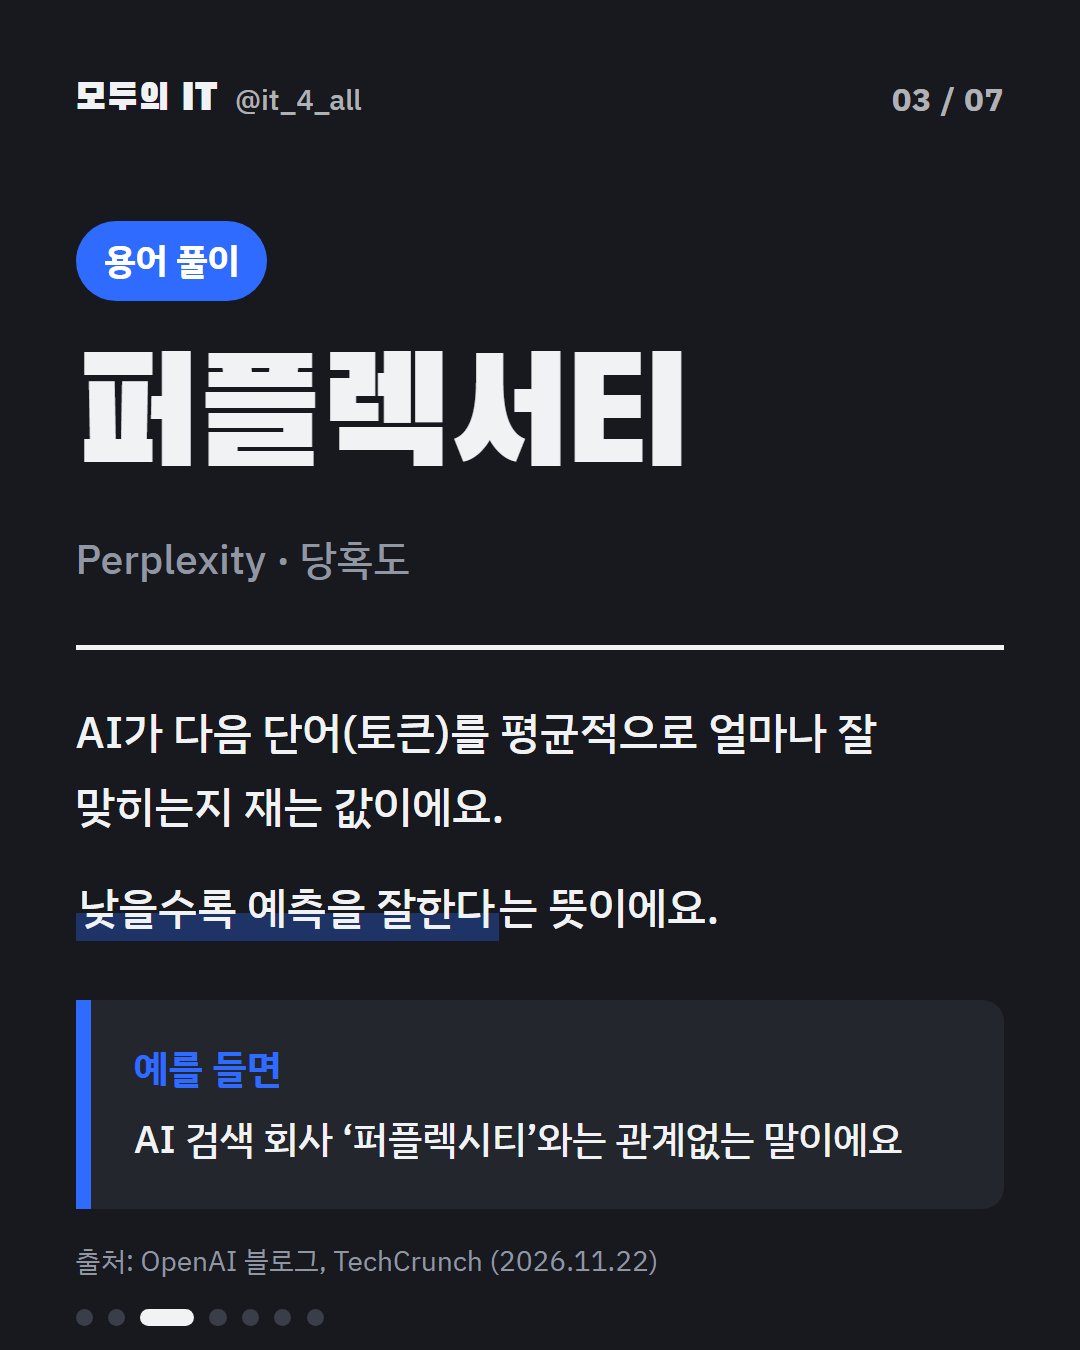 모두의 IT @it_4_all 03 / 07
용어 풀이
퍼플렉서티
Perplexity · 당혹도
AI가 다음 단어(토큰)를 평균적으로 얼마나 잘
맞히는지 재는 값이에요.
낮을수록 예측을 잘한다는 뜻이에요.
예를 들면
AI 검색 회사 ‘퍼플렉시티’와는 관계없는 말이에요
출처: OpenAI 블로그, TechCrunch (2026.11.22)